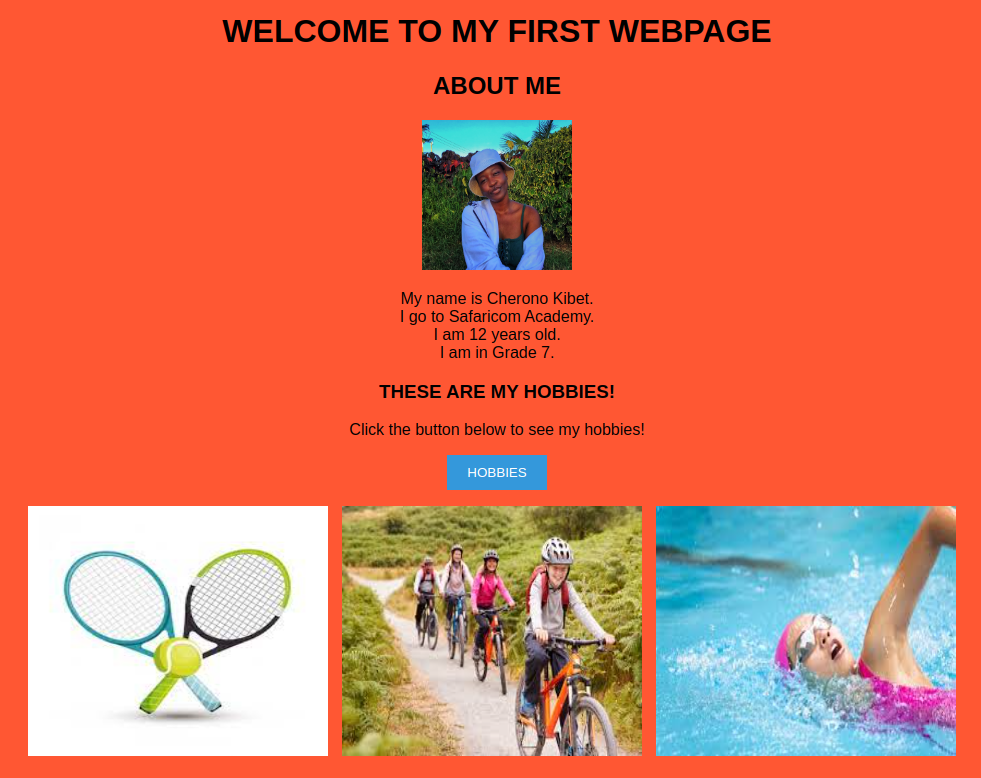 WELCOME TO MY FIRST WEBPAGE
ABOUT ME
My name is Cherono Kibet.
I go to Safaricom Academy.
I am 12 years old.
I am in Grade 7.
THESE ARE MY HOBBIES!
Click the button below to see my hobbies!
HOBBIES